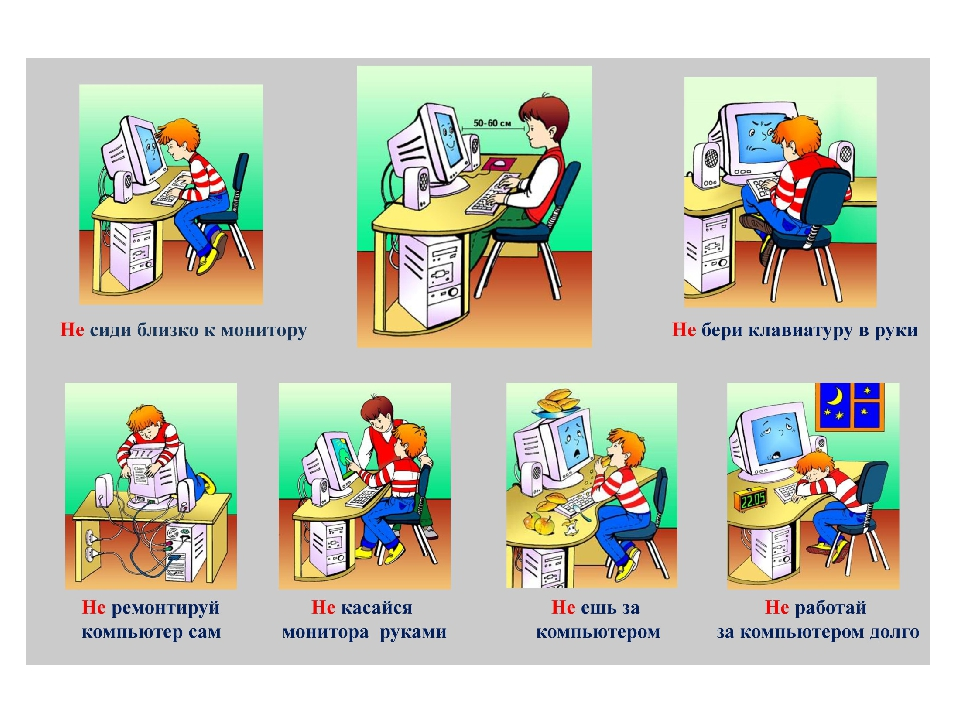 50-60 см
Не сиди близко к монитору
Не бери клавиатуру в руки
Не ремонтируй
компьютер сам
Не касайся
монитора руками
Не ешь за
компьютером
22:05
Не работай
за компьютером долго